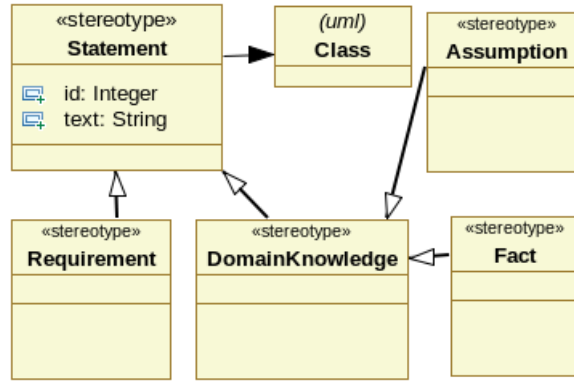 «stereotype»
Statement
id: Integer
text: String
(uml)
Class
«stereotype»
Assumption
«stereotype»
Requirement
«stereotype»
DomainKnowledge
«stereotype»
Fact